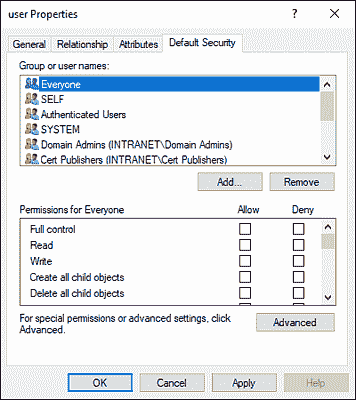 user Properties
?
General
Relationship
Attributes
Default Security
Group or user names:
Everyone
SELF
Authenticated Users
SYSTEM
Domain Admins (INTRANET\Domain Admins)
Cert Publishers (INTRANET\Cert Publishers)
Add...
Remove
Permissions for Everyone
Allow
Deny
Full control
Read
Write
Create all child objects
Delete all child objects
For special permissions or advanced settings, click
Advanced.
Advanced
OK
Cancel
Apply
Help